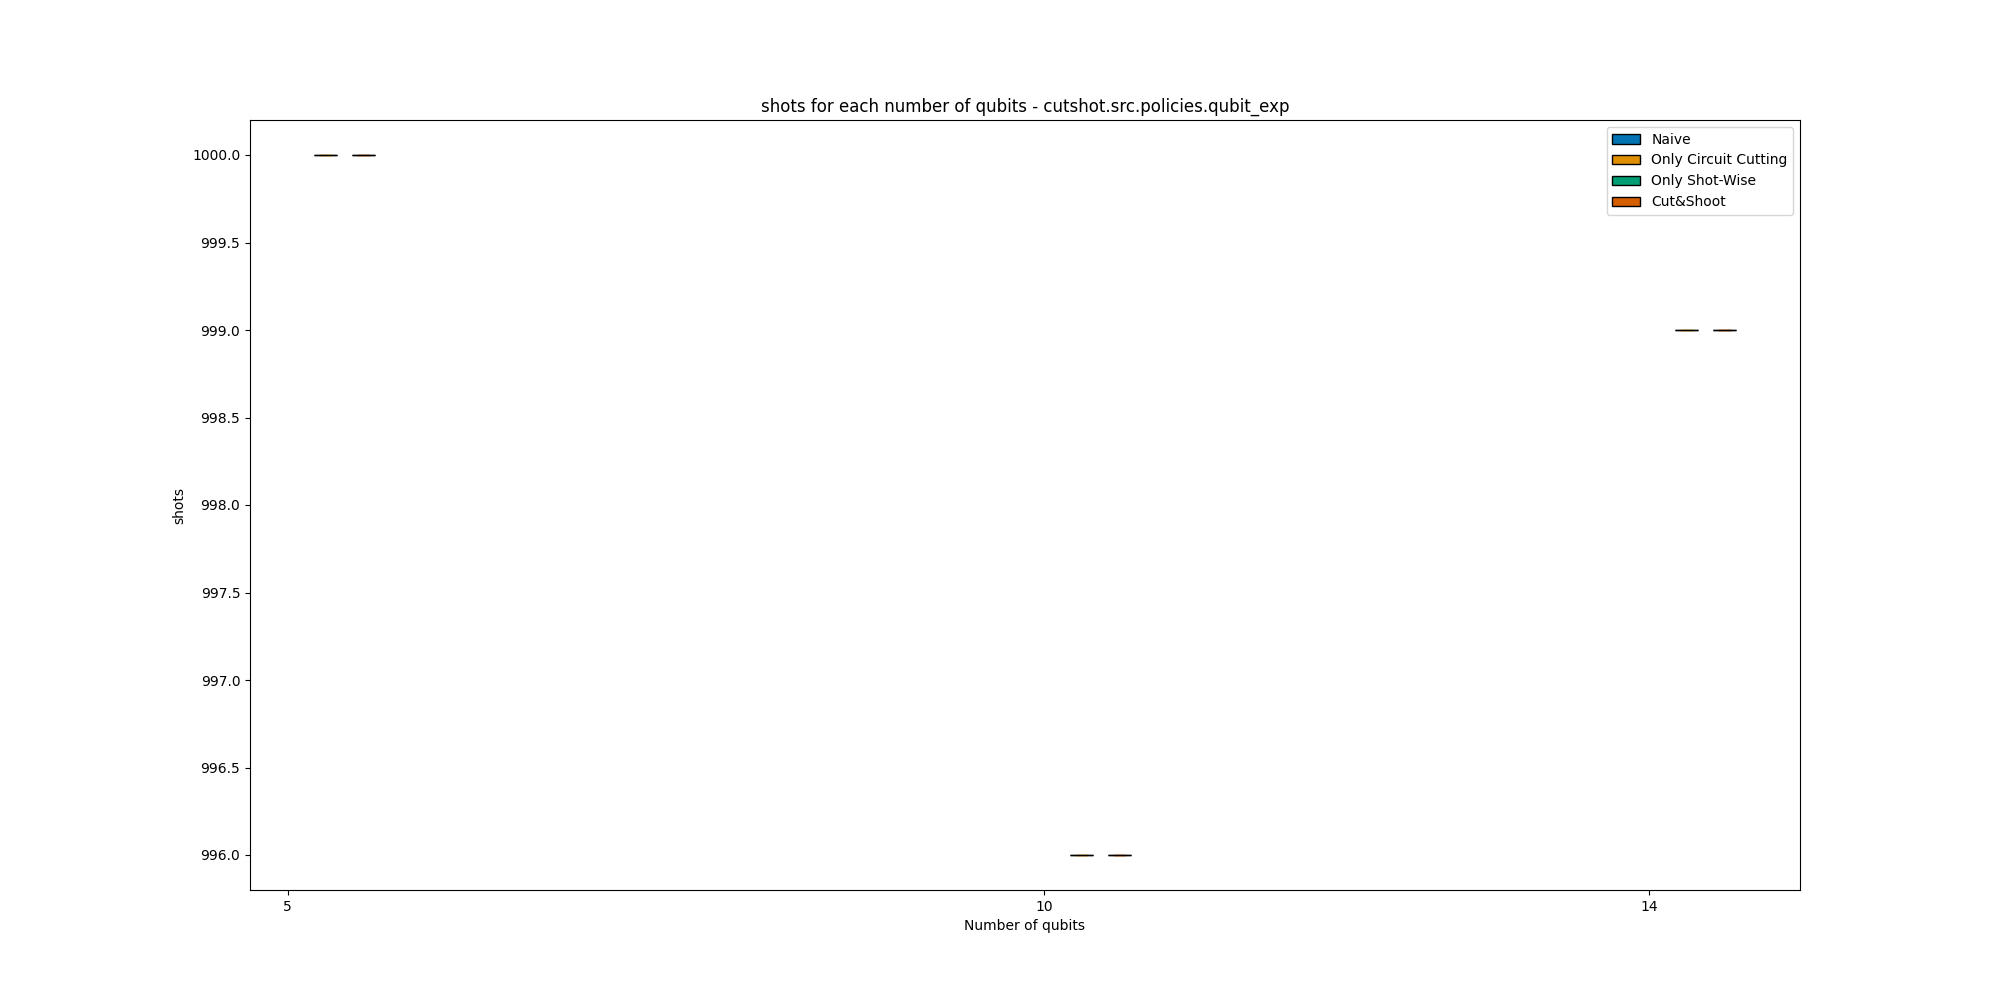 shots for each number of qubits - cutshot.src.policies.qubit_exp
Naive
Only Circuit Cutting
Only Shot-Wise
Cut&Shoot
1000.0
999.5
999.0
998.5
998.0
997.5
997.0
996.5
996.0
shots
5
10
14
Number of qubits